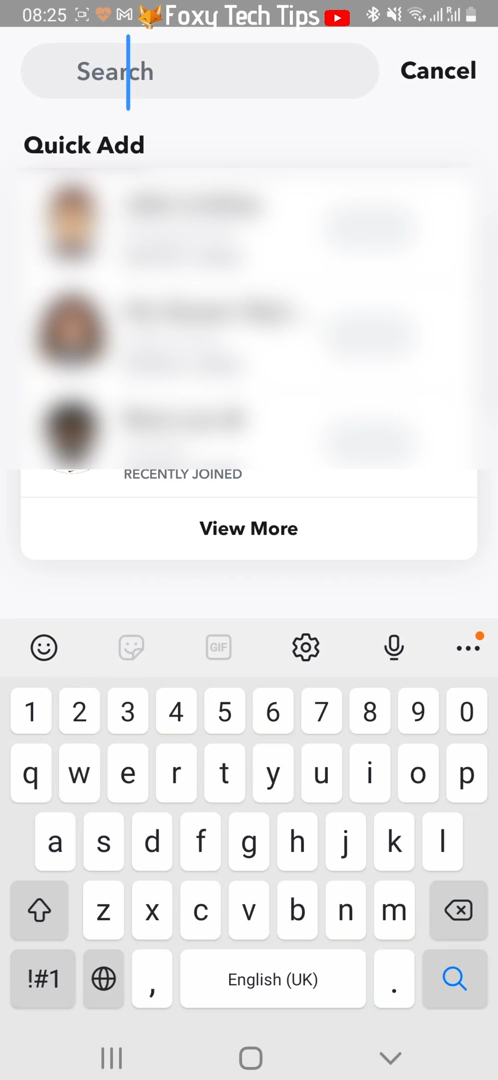 08:25 Foxy Tech Tips
Search Cancel
Quick Add
RECENTLY JOINED
View More
GIF
1 2 3 4 5 6 7 8 9 0
q w e r t y u i o p
a s d f g h j k l
z x c v b n m
!#1 , English (UK) .